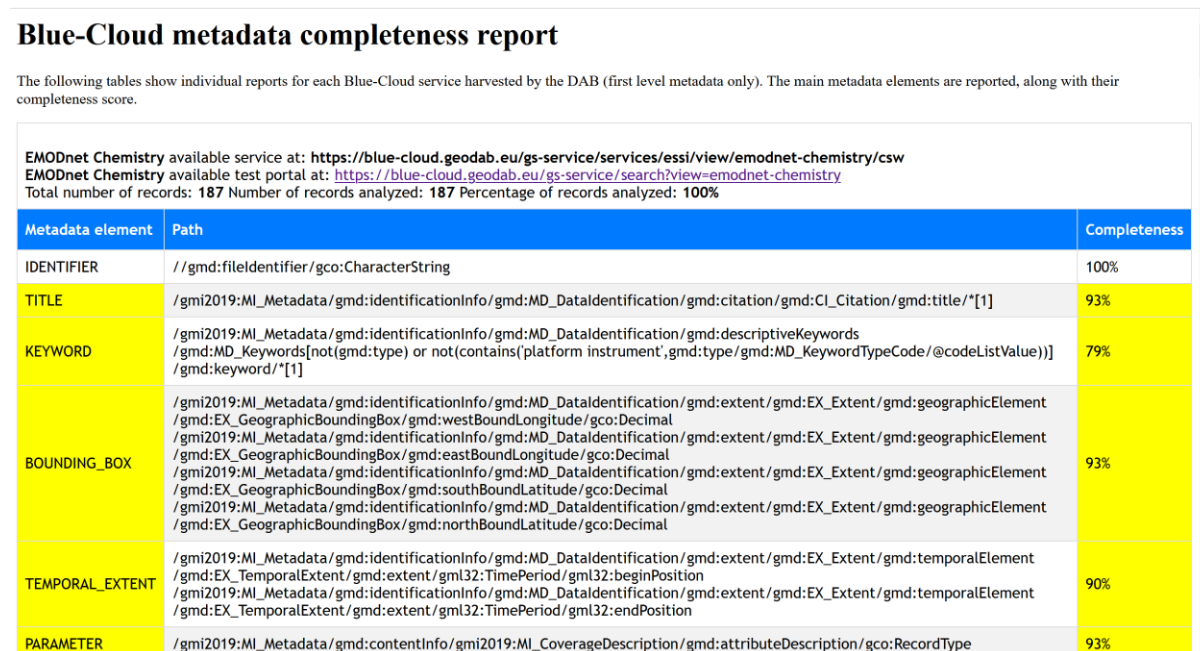 Blue-Cloud metadata completeness report
The following tables show individual reports for each Blue-Cloud service harvested by the DAB (first level metadata only). The main metadata elements are reported, along with their
completeness score.
EMODnet Chemistry available service at: https://blue-cloud.geodab.eu/gs-service/services/essi/view/emodnet-chemistry/csw
EMODnet Chemistry available test portal at: https://blue-cloud.geodab.eu/gs-service/search?view=emodnet-chemistry
Total number of records: 187 Number of records analyzed: 187 Percentage of records analyzed: 100%
Metadata element Path Completeness
IDENTIFIER //gmd:fileIdentifier/gco:CharacterString 100%
TITLE /gmi2019:MI_Metadata/gmd:identificationInfo/gmd:MD_DataIdentification/gmd:citation/gmd:CI_Citation/gmd:title/*[1] 93%
/gmi2019:MI_Metadata/gmd:identificationInfo/gmd:MD_DataIdentification/gmd:descriptiveKeywords
KEYWORD /gmd:MD_Keywords[not(gmd:type) or not(contains('platform instrument',gmd:type/gmd:MD_KeywordTypeCode/@codeListValue))] 79%
/gmd:keyword/*[1]
/gmi2019:MI_Metadata/gmd:identificationInfo/gmd:MD_DataIdentification/gmd:extent/gmd:EX_Extent/gmd:geographicElement
/gmd:EX_GeographicBoundingBox/gmd:westBoundLongitude/gco:Decimal
/gmi2019:MI_Metadata/gmd:identificationInfo/gmd:MD_DataIdentification/gmd:extent/gmd:EX_Extent/gmd:geographicElement
BOUNDING_BOX /gmd:EX_GeographicBoundingBox/gmd:eastBoundLongitude/gco:Decimal 93%
/gmi2019:MI_Metadata/gmd:identificationInfo/gmd:MD_DataIdentification/gmd:extent/gmd:EX_Extent/gmd:geographicElement
/gmd:EX_GeographicBoundingBox/gmd:southBoundLatitude/gco:Decimal
/gmi2019:MI_Metadata/gmd:identificationInfo/gmd:MD_DataIdentification/gmd:extent/gmd:EX_Extent/gmd:geographicElement
/gmd:EX_GeographicBoundingBox/gmd:northBoundLatitude/gco:Decimal
/gmi2019:MI_Metadata/gmd:identificationInfo/gmd:MD_DataIdentification/gmd:extent/gmd:EX_Extent/gmd:temporalElement
TEMPORAL_EXTENT /gmd:EX_TemporalExtent/gmd:extent/gml32:TimePeriod/gml32:beginPosition 90%
/gmi2019:MI_Metadata/gmd:identificationInfo/gmd:MD_DataIdentification/gmd:extent/gmd:EX_Extent/gmd:temporalElement
/gmd:EX_TemporalExtent/gmd:extent/gml32:TimePeriod/gml32:endPosition
PARAMETER /gmi2019:MI_Metadata/gmd:contentInfo/gmi2019:MI_CoverageDescription/gmd:attributeDescription/gco:RecordType 93%